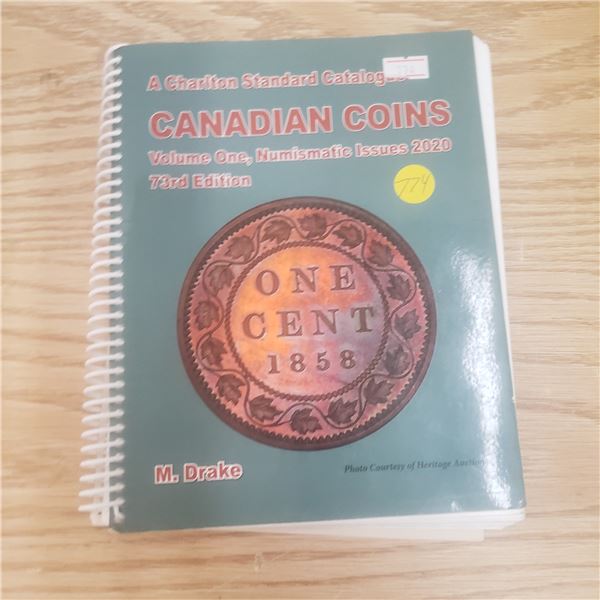 A Charlton Standard Catalogue
CANADIAN COINS
Volume One, Numismatic Issues 2020
73rd Edition
774
ONE
CENT
1858
M. Drake
Photo Courtesy of Heritage Auction